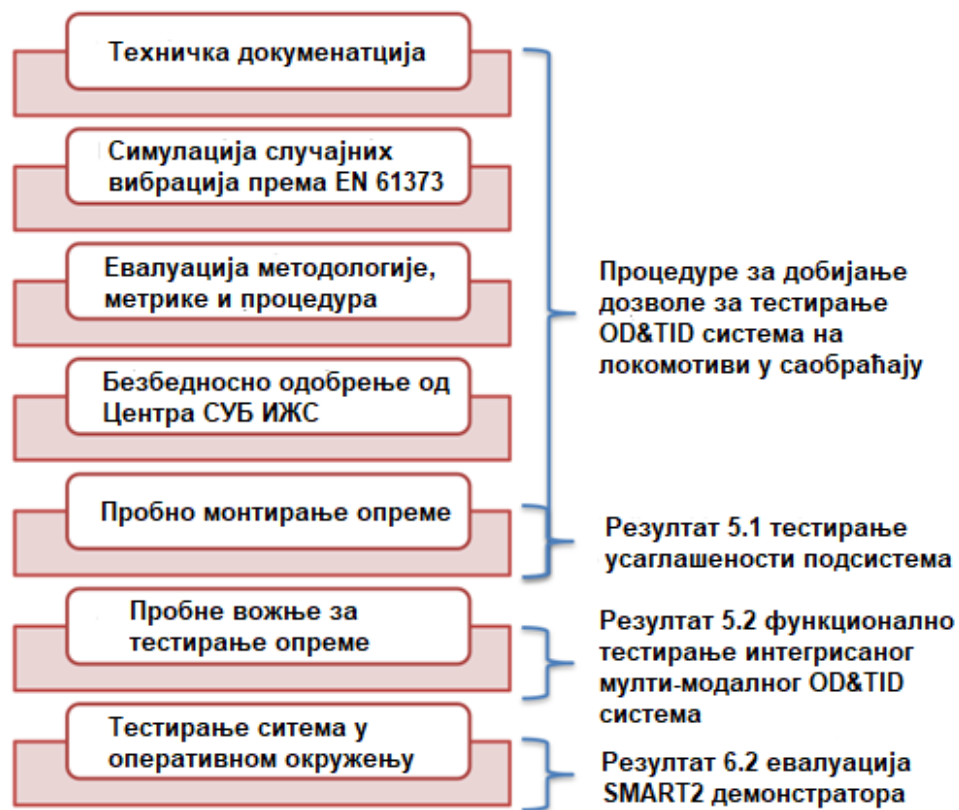 Техничка докуменатција
Симулација случајних
вибрација према EN 61373
Евалуација методологије,
метрике и процедура
Безбедносно одобрење од
Центра СУБ ИЖС
Пробно монтирање опреме
Пробне вожње за
тестирање опреме
Тестирање ситема у
оперативном окружењу
Процедуре за добијање
дозволе за тестирање
OD&TID система на
локомотиви у саобраћају
Резултат 5.1 тестирање
усаглашености подсистема
Резултат 5.2 функционално
тестирање интегрисаног
мулти-модалног OD&TID
система
Резултат 6.2 евалуација
SMART2 демонстратора